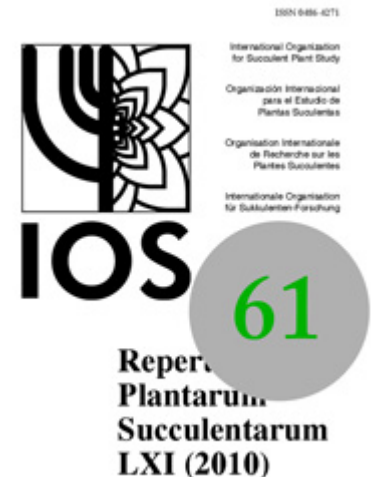 ISSN 0486-4271
International Organization
for Succulent Plant Study
Organización Internacional
para el Estudio de
Plantas Suculentas
Organisation Internationale
de Recherche sur les
Plantes Succulentes
Internationale Organisation
für Sukkulenten-Forschung
IOS
61
Plantarum
Succulentarum
LXI (2010)